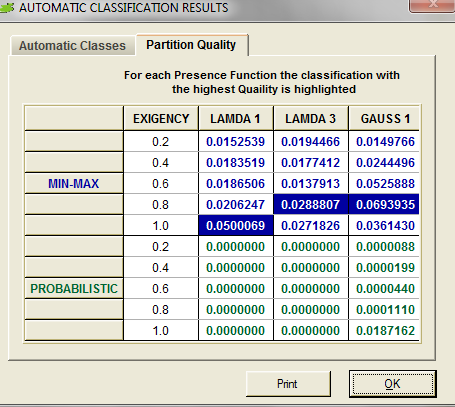 AUTOMATIC CLASSIFICATION RESULTS
Automatic Classes Partition Quality
For each Presence Function the classification with
the highest Quaility is highlighted
EXIGENCY LAMDA 1 LAMDA 3 GAUSS 1
0.2 0.0152539 0.0194466 0.0149766
0.4 0.0183519 0.0177412 0.0244496
MIN-MAX 0.6 0.0186506 0.0137913 0.0525888
0.8 0.0206247 0.0288807 0.0693935
1.0 0.0500069 0.0271826 0.0361430
0.2 0.0000000 0.0000000 0.0000088
0.4 0.0000000 0.0000000 0.0000199
PROBABILISTIC 0.6 0.0000000 0.0000000 0.0000440
0.8 0.0000000 0.0000000 0.0001110
1.0 0.0000000 0.0000000 0.0187162
Print OK